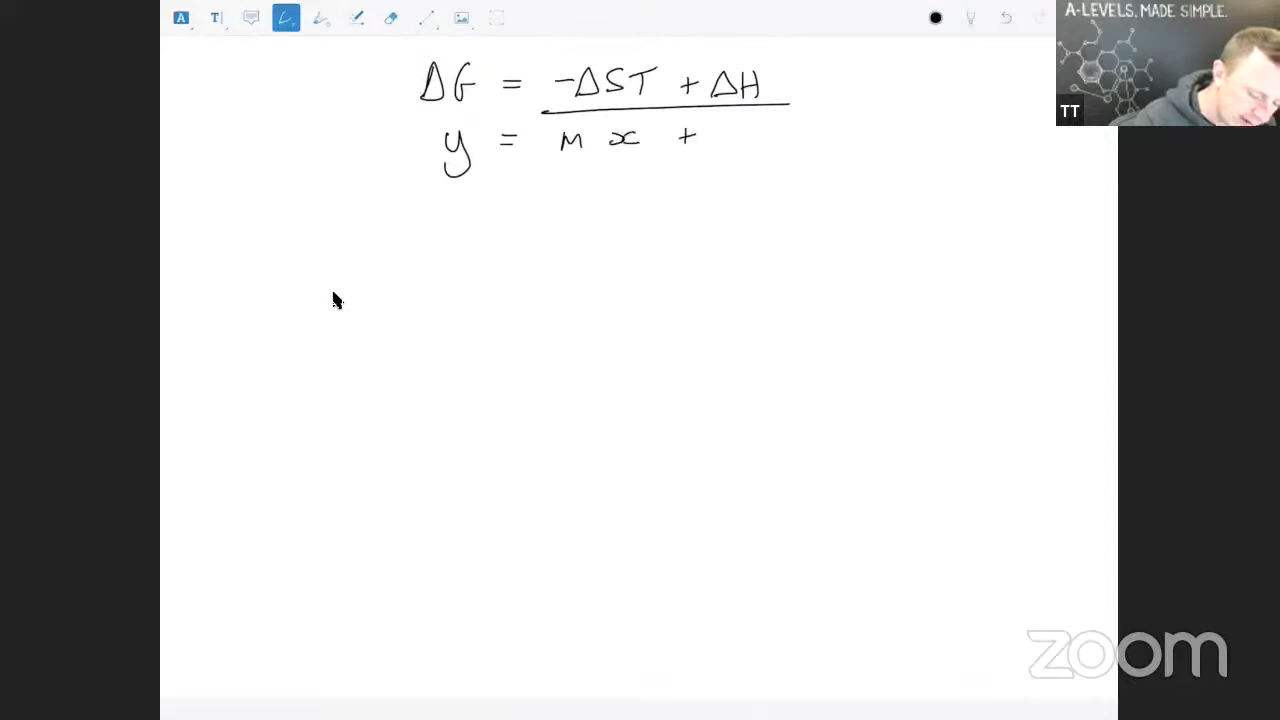 A
T
A-LEVELS. MADE SIMPLE.
TT
ΔG = -ΔST + ΔH
y = m x +
zoom